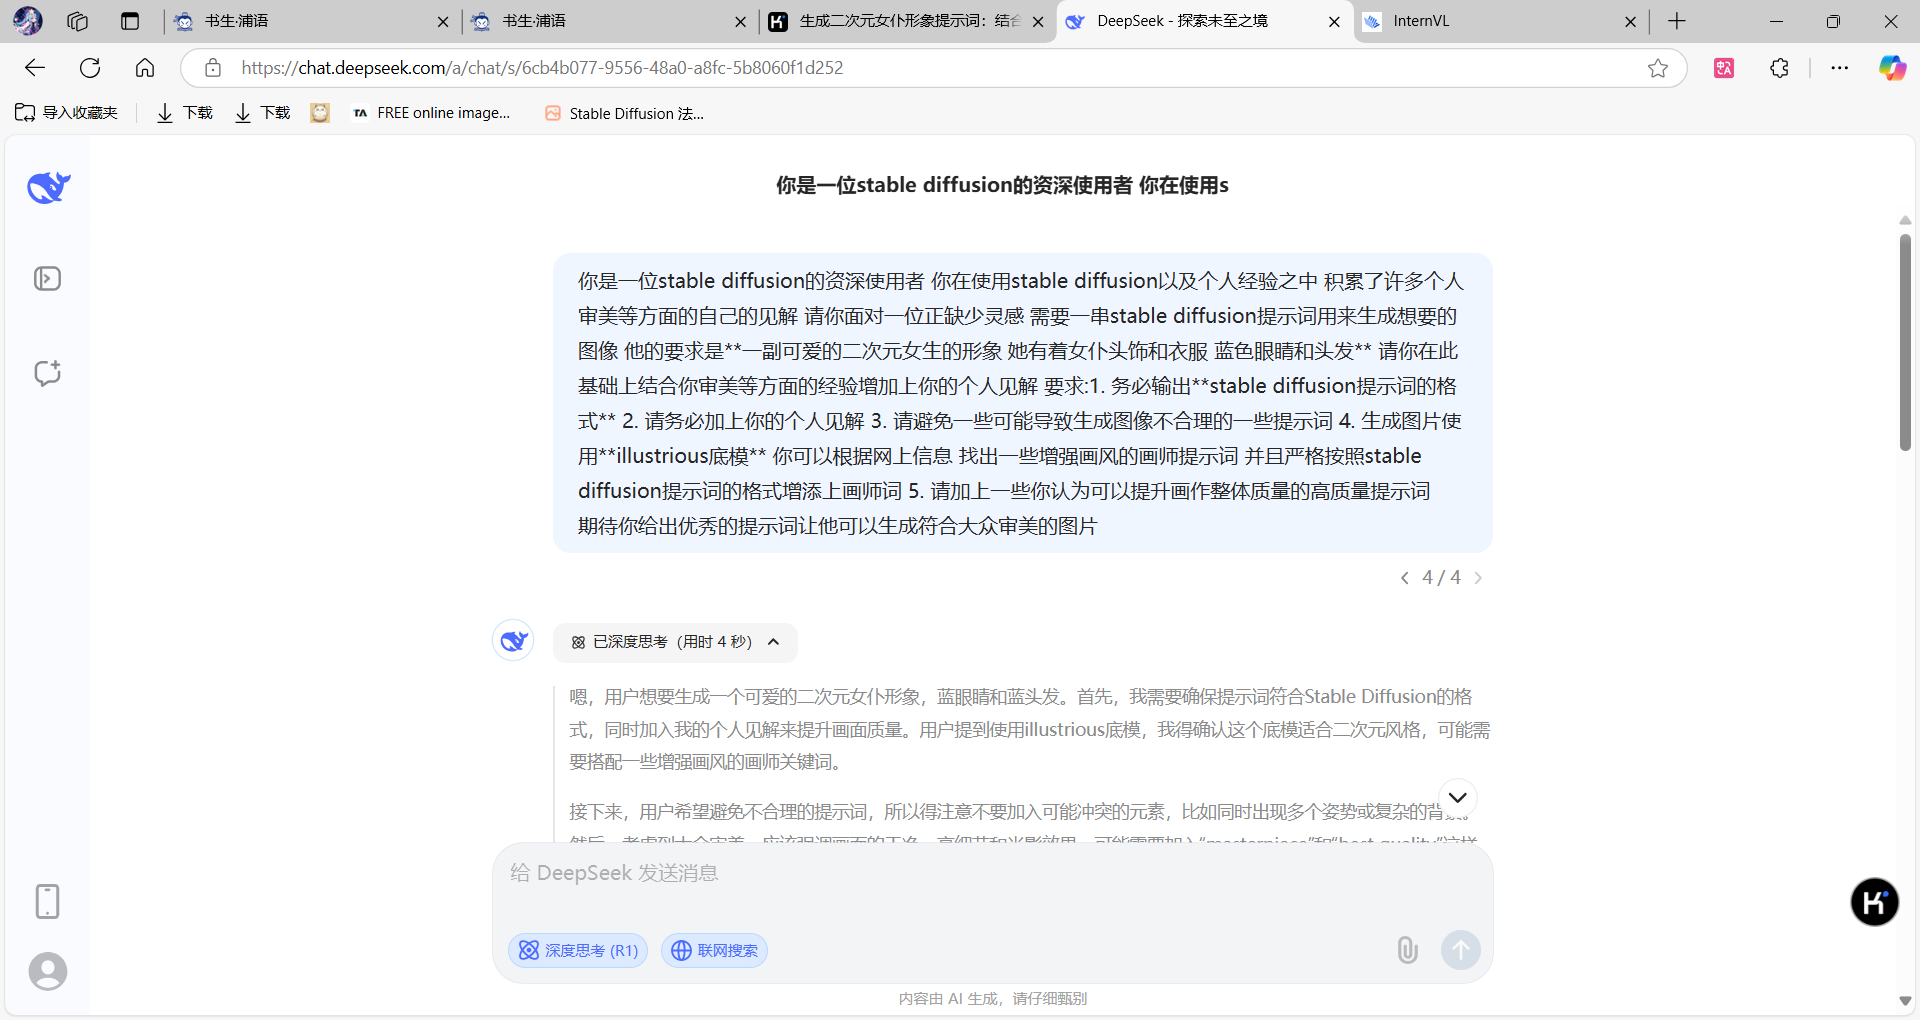 书生·浦语
书生·浦语
生成二次元女仆形象提示词：结合
DeepSeek - 探索未至之境
InternVL
https://chat.deepseek.com/a/chat/s/6cb4b077-9556-48a0-a8fc-5b8060f1d252
导入收藏夹
下载
下载
TA FREE online image...
Stable Diffusion 法...
你是一位stable diffusion的资深使用者 你在使用s
你是一位stable diffusion的资深使用者 你在使用stable diffusion以及个人经验之中 积累了许多个人
审美等方面的自己的见解 请你面对一位正缺少灵感 需要一串stable diffusion提示词用来生成想要的
图像 他的要求是**一副可爱的二次元女生的形象 她有着女仆头饰和衣服 蓝色眼睛和头发** 请你在此
基础上结合你审美等方面的经验增加上你的个人见解 要求:1. 务必输出**stable diffusion提示词的格
式** 2. 请务必加上你的个人见解 3. 请避免一些可能导致生成图像不合理的一些提示词 4. 生成图片使
用**illustrious底模** 你可以根据网上信息 找出一些增强画风的画师提示词 并且严格按照stable
diffusion提示词的格式增添上画师词 5. 请加上一些你认为可以提升画作整体质量的高质量提示词
期待你给出优秀的提示词让他可以生成符合大众审美的图片
4 / 4
已深度思考（用时 4 秒）
嗯，用户想要生成一个可爱的二次元女仆形象，蓝眼睛和蓝头发。首先，我需要确保提示词符合Stable Diffusion的格
式，同时加入我的个人见解来提升画面质量。用户提到使用illustrious底模，我得确认这个底模适合二次元风格，可能需
要搭配一些增强画风的画师关键词。
接下来，用户希望避免不合理的提示词，所以得注意不要加入可能冲突的元素，比如同时出现多个姿势或复杂的背景。
给 DeepSeek 发送消息
深度思考 (R1)
联网搜索
内容由 AI 生成，请仔细甄别